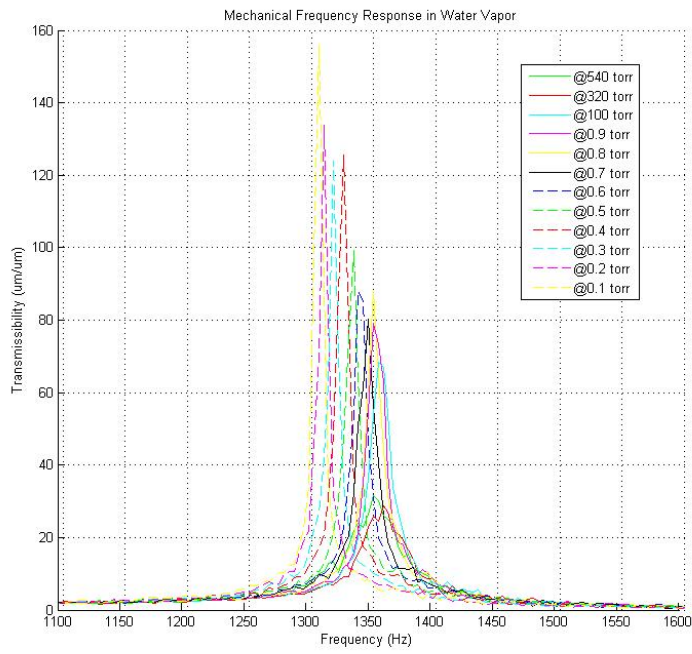 Mechanical Frequency Response in Water Vapor
160
140
120
100
80
60
40
20
0
Transmissibility (um/um)
@540 torr
@320 torr
@100 torr
@0.9 torr
@0.8 torr
@0.7 torr
@0.6 torr
@0.5 torr
@0.4 torr
@0.3 torr
@0.2 torr
@0.1 torr
1100 1150 1200 1250 1300 1350 1400 1450 1500 1550 1600
Frequency (Hz)